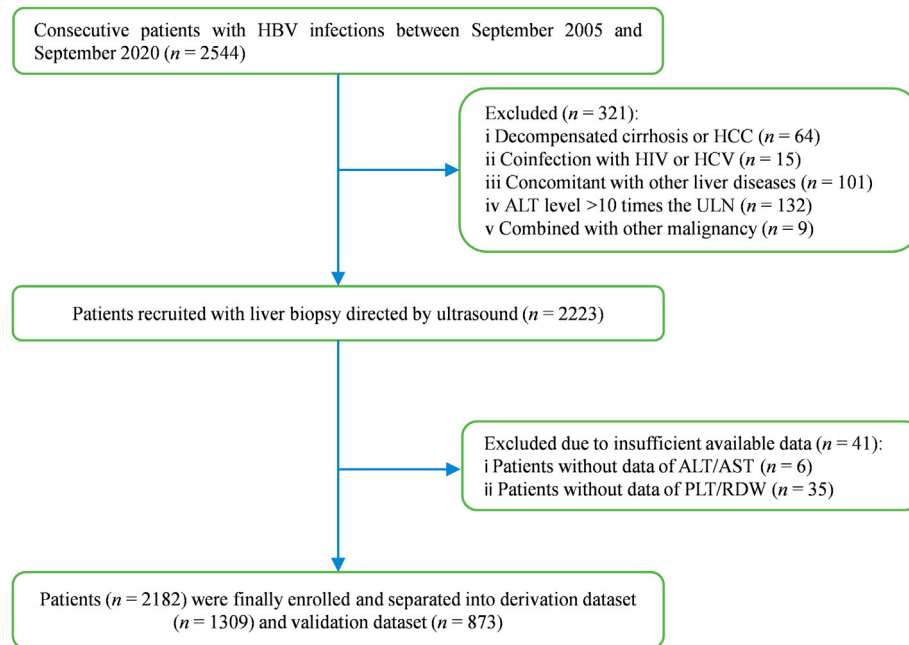 Consecutive patients with HBV infections between September 2005 and
September 2020 (n = 2544)
Excluded (n = 321):
i Decompensated cirrhosis or HCC (n = 64)
ii Coinfection with HIV or HCV (n = 15)
iii Concomitant with other liver diseases (n = 101)
iv ALT level >10 times the ULN (n = 132)
v Combined with other malignancy (n = 9)
Patients recruited with liver biopsy directed by ultrasound (n = 2223)
Excluded due to insufficient available data (n = 41):
i Patients without data of ALT/AST (n = 6)
ii Patients without data of PLT/RDW (n = 35)
Patients (n = 2182) were finally enrolled and separated into derivation dataset
(n = 1309) and validation dataset (n = 873)